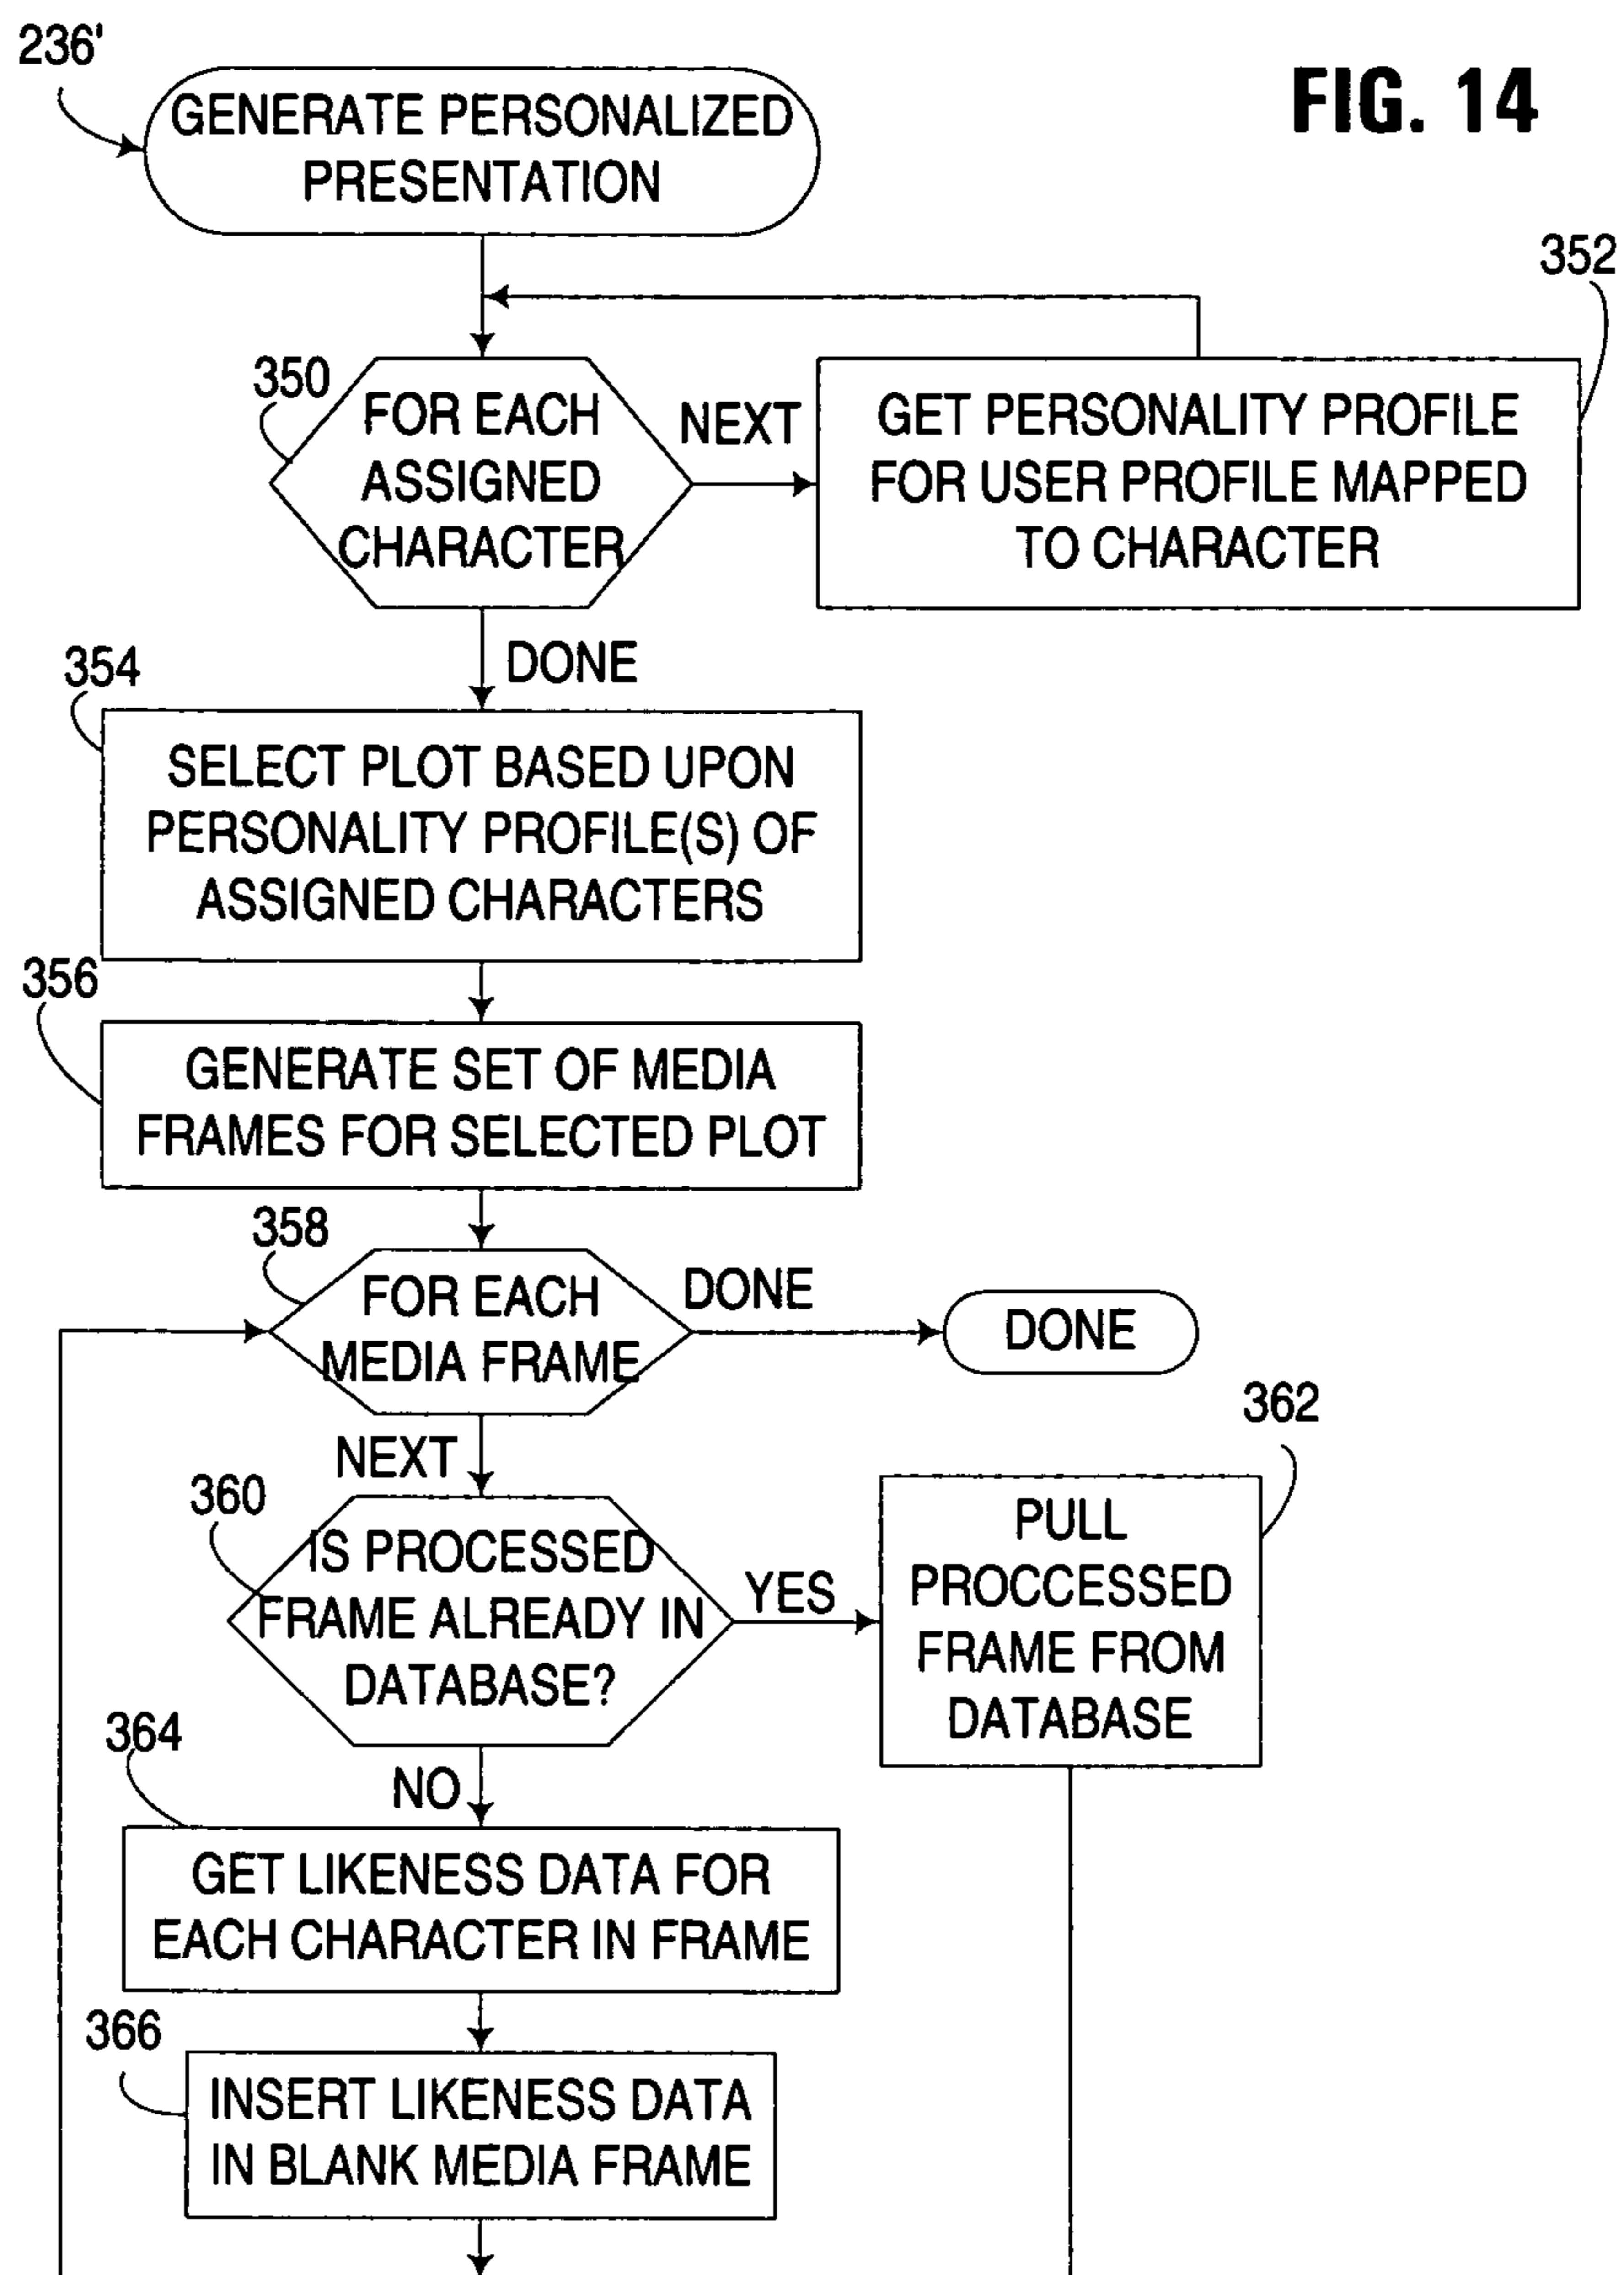 236'
FIG. 14
GENERATE PERSONALIZED
PRESENTATION
352
350
FOR EACH
ASSIGNED
CHARACTER
NEXT
GET PERSONALITY PROFILE
FOR USER PROFILE MAPPED
TO CHARACTER
DONE
354
SELECT PLOT BASED UPON
PERSONALITY PROFILE(S) OF
ASSIGNED CHARACTERS
356
GENERATE SET OF MEDIA
FRAMES FOR SELECTED PLOT
358
FOR EACH
MEDIA FRAME
DONE
DONE
362
NEXT
360
IS PROCESSED
FRAME ALREADY IN
DATABASE?
YES
PULL
PROCCESSED
FRAME FROM
DATABASE
364
NO
GET LIKENESS DATA FOR
EACH CHARACTER IN FRAME
366
INSERT LIKENESS DATA
IN BLANK MEDIA FRAME